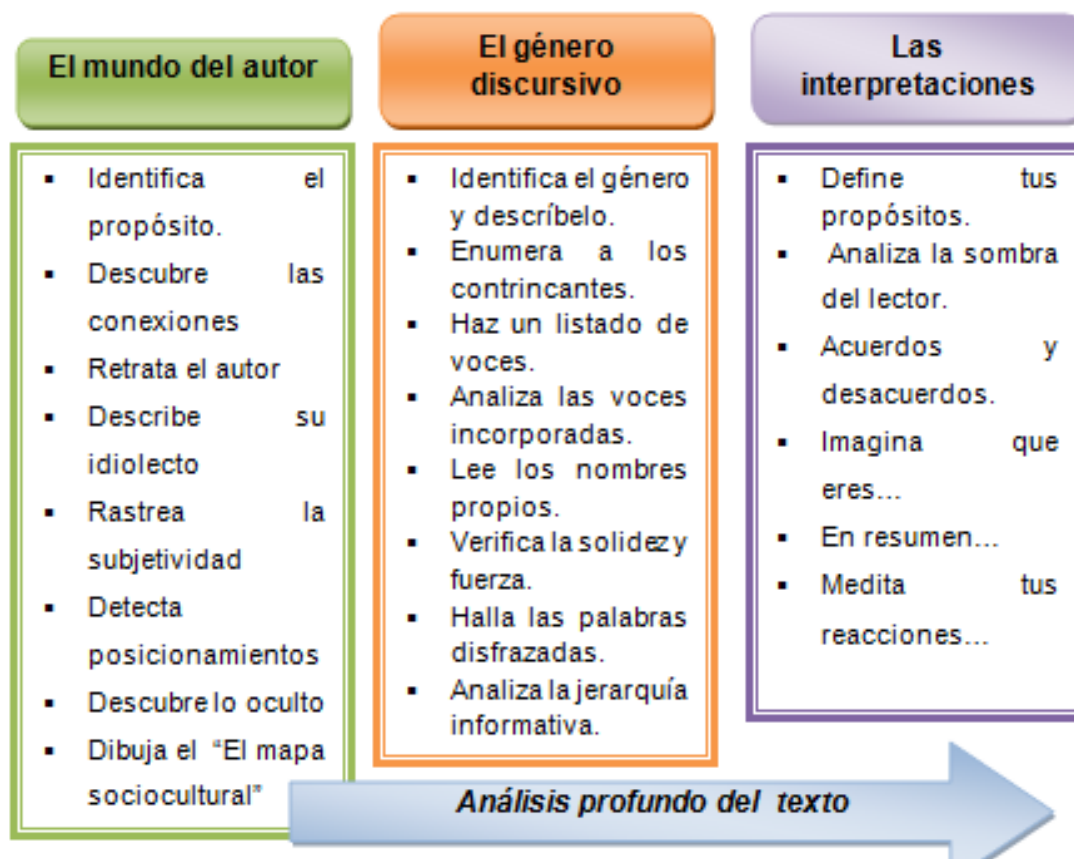 El mundo del autor
▪ Identifica el
propósito.
▪ Descubre las
conexiones
▪ Retrata el autor
▪ Describe su
idiolecto
▪ Rastrea la
subjetividad
▪ Detecta
posicionamientos
▪ Descubre lo oculto
▪ Dibuja el “El mapa
sociocultural”
El género
discursivo
▪ Identifica el género
y descríbelo.
▪ Enumera a los
contrincantes.
▪ Haz un listado de
voces.
▪ Analiza las voces
incorporadas.
▪ Lee los nombres
propios.
▪ Verifica la solidez y
fuerza.
▪ Halla las palabras
disfrazadas.
▪ Analiza la jerarquía
informativa.
Las
interpretaciones
▪ Define tus
propósitos.
▪ Analiza la sombra
del lector.
▪ Acuerdos y
desacuerdos.
▪ Imagina que
eres...
▪ En resumen...
▪ Medita tus
reacciones...
Análisis profundo del texto